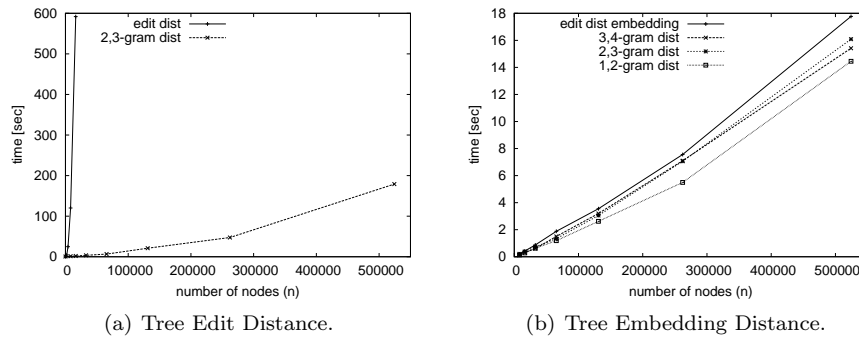 600
500
400
300
200
100
0
time [sec]
edit dist
2,3-gram dist
0 100000 200000 300000 400000 500000
number of nodes (n)
(a) Tree Edit Distance.
18
16
14
12
10
8
6
4
2
0
time [sec]
edit dist embedding
3,4-gram dist
2,3-gram dist
1,2-gram dist
100000 200000 300000 400000 500000
number of nodes (n)
(b) Tree Embedding Distance.